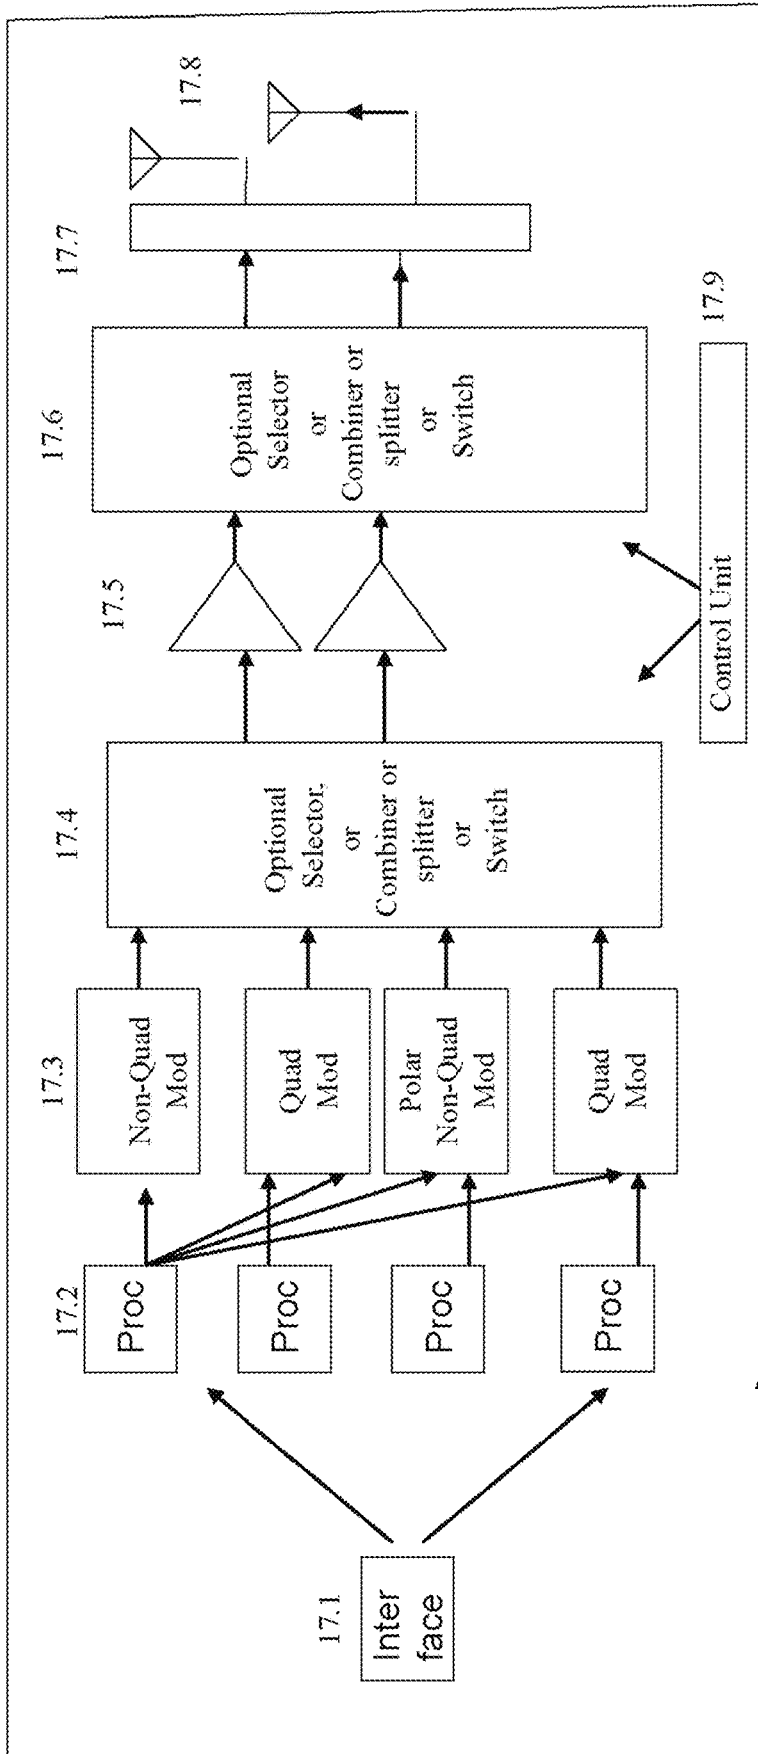 17.1
Inter
face
17.2
Proc
Proc
Proc
Proc
17.3
Non-Quad
Mod
Quad
Mod
Polar
Non-Quad
Mod
Quad
Mod
17.4
Optional
Selector,
or
Combiner or
splitter
or
Switch
17.5
17.6
Optional
Selector
or
Combiner or
splitter
or
Switch
17.7
17.8
17.9
Control Unit